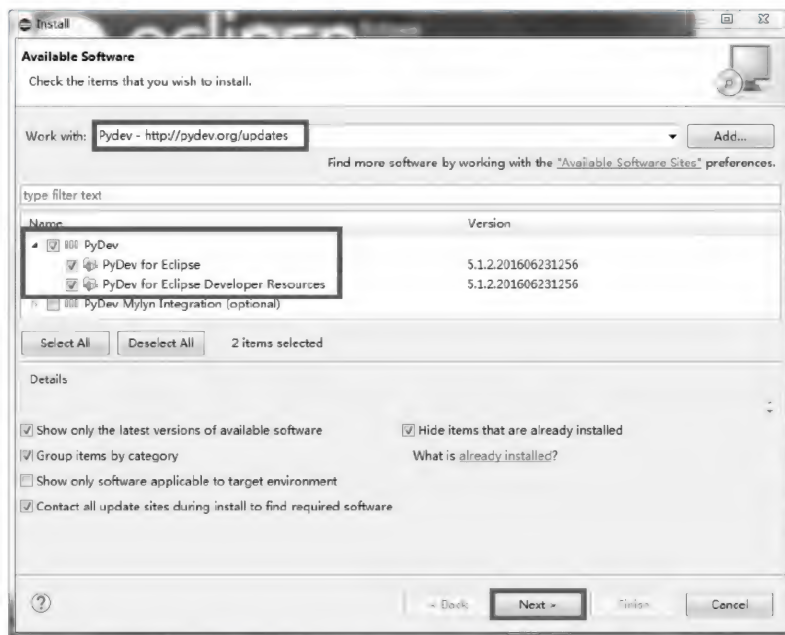 Install
eclipse
Available Software
Check the items that you wish to install.
Work with: Pydev - http://pydev.org/updates
Add...
Find more software by working with the "Available Software Sites" preferences.
type filter text
Name Version
PyDev
PyDev for Eclipse 5.1.2.201606231256
PyDev for Eclipse Developer Resources 5.1.2.201606231256
PyDev Mylyn Integration (optional)
Select All Deselect All 2 items selected
Details
Show only the latest versions of available software Hide items that are already installed
Group items by category What is already installed?
Show only software applicable to target environment
Contact all update sites during install to find required software
? < Back Next > Finish Cancel